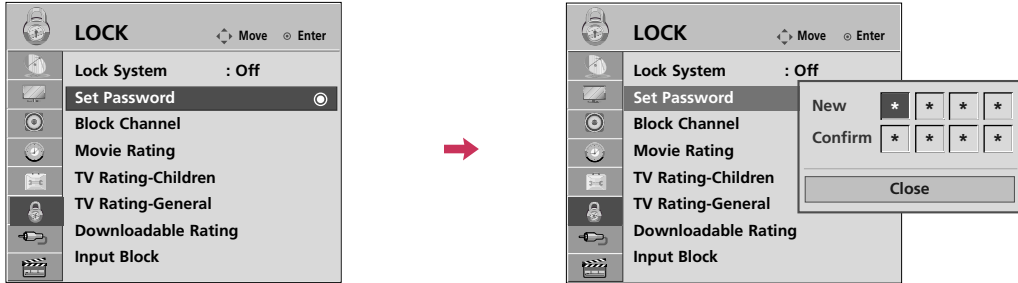 LOCK
Move Enter
Lock System : Off
Set Password
Block Channel
Movie Rating
TV Rating-Children
TV Rating-General
Downloadable Rating
Input Block
LOCK
Move Enter
Lock System : Off
Set Password
Block Channel
Movie Rating
TV Rating-Children
TV Rating-General
Downloadable Rating
Input Block
New * * * *
Confirm * * * *
Close